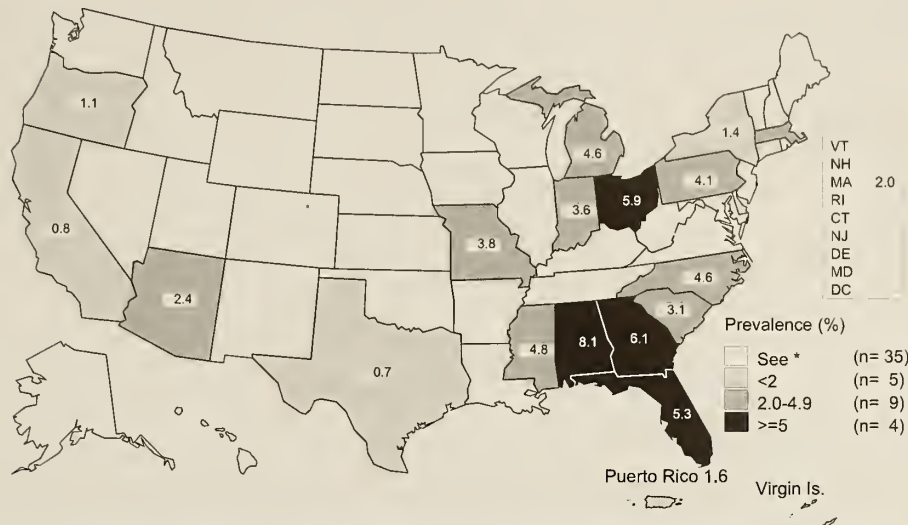 1.1
0.8
2.4
0.7
3.8
4.6
3.6
5.9
4.1
1.4
4.6
3.1
4.8
8.1
6.1
5.3
VT
NH
MA 2.0
RI
CT
NJ
DE
MD
DC
Prevalence (%)
See * (n= 35)
<2 (n= 5)
2.0-4.9 (n= 9)
>=5 (n= 4)
Puerto Rico 1.6
Virgin Is.